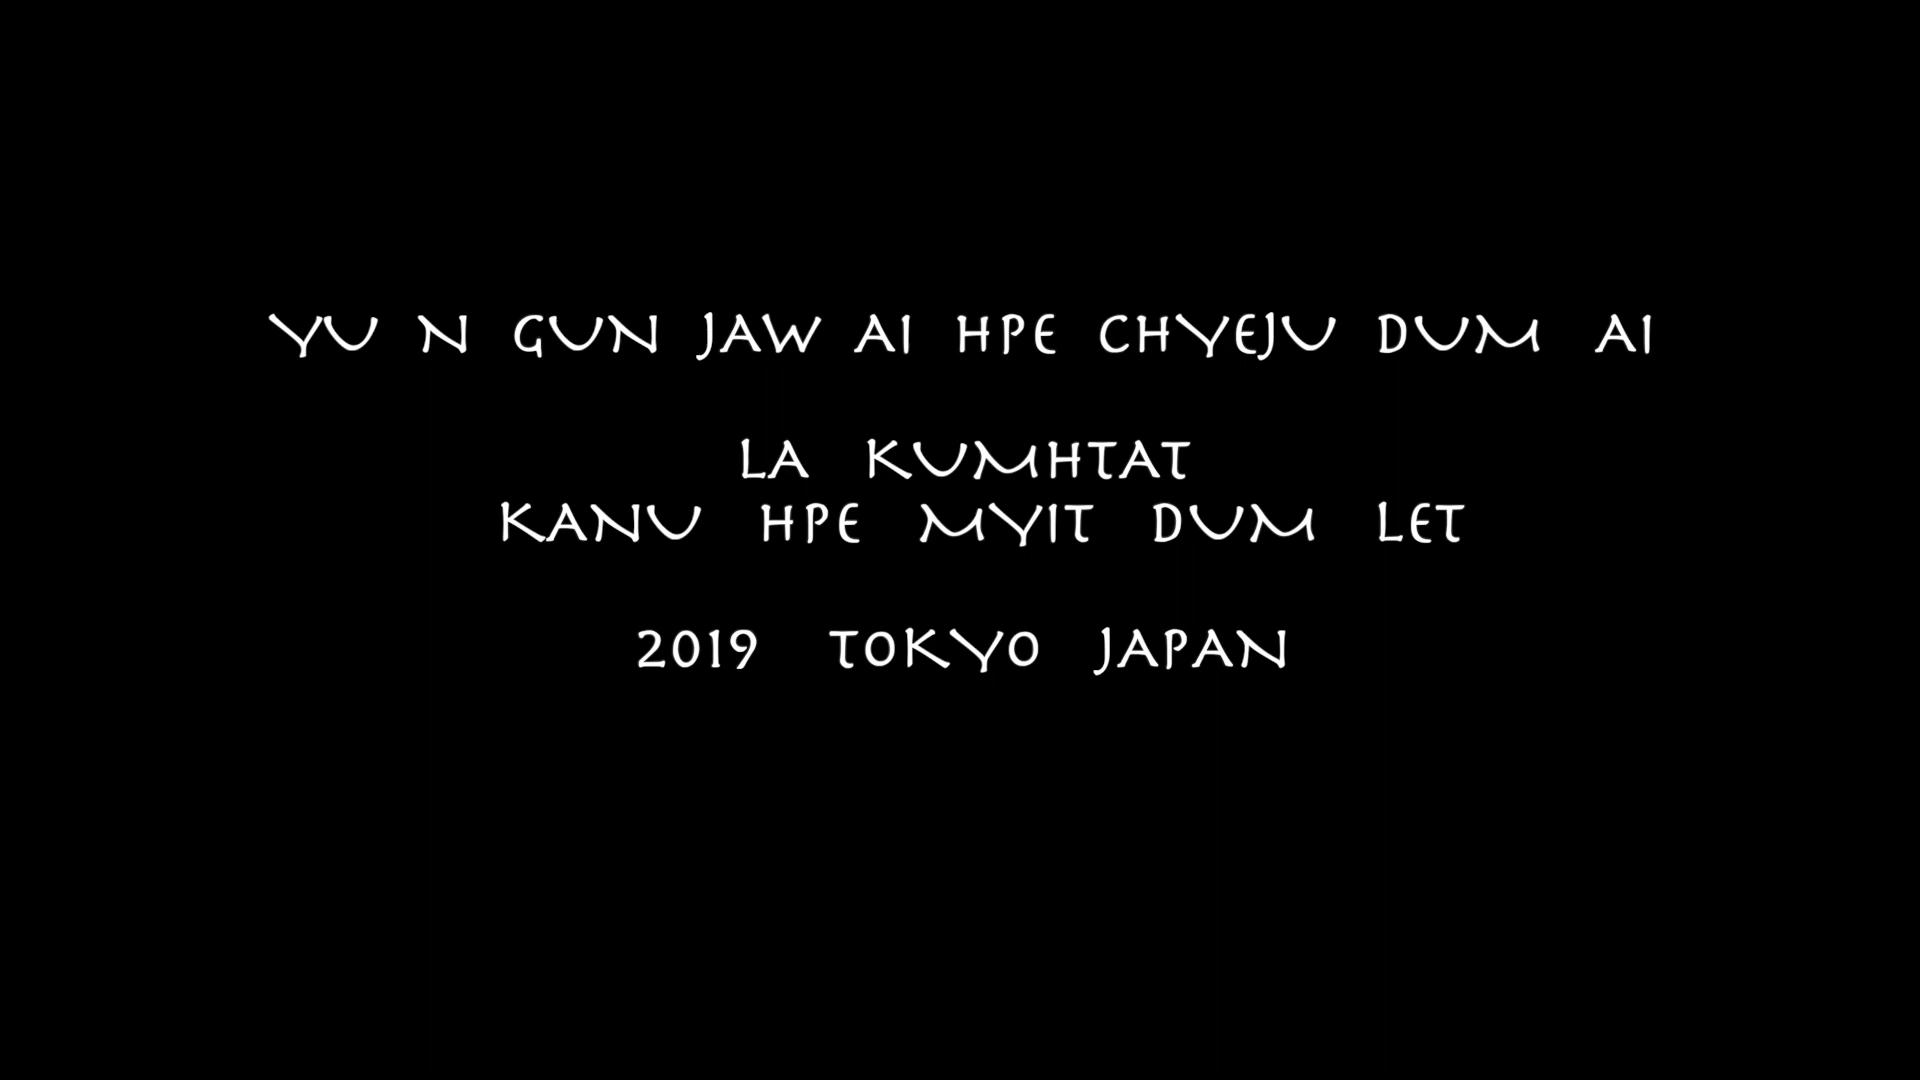 YU N GUN JAW AI HPE CHYEJU DUM AI
LA KUMHTAT
KANU HPE MYIT DUM LET
2019 TOKYO JAPAN